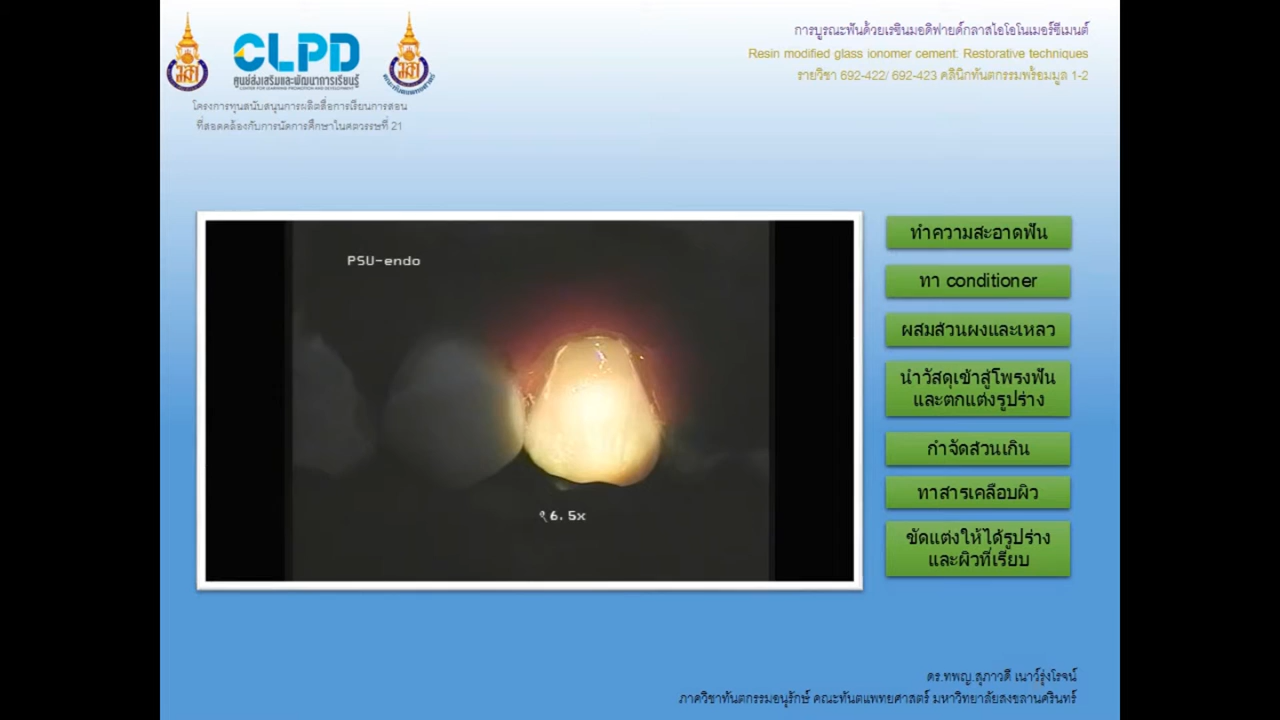 CLPD
ศูนย์ส่งเสริมและพัฒนาการเรียนรู้
CENTER FOR LEARNING PROMOTION AND DEVELOPMENT
โครงการทุนสนับสนุนการผลิตสื่อการเรียนการสอน
ที่สอดคล้องกับการจัดการศึกษาในศตวรรษที่ 21
การบูรณะฟันด้วยเรซินมอดิฟายด์กลาสไอโอโนเมอร์ซีเมนต์
Resin modified glass ionomer cement: Restorative techniques
รายวิชา 692-422/ 692-423 คลินิกทันตกรรมพร้อมมูล 1-2
PSU-endo
6.5x
ทำความสะอาดฟัน
ทา conditioner
ผสมส่วนผงและเหลว
นำวัสดุเข้าสู่โพรงฟัน
และตกแต่งรูปร่าง
กำจัดส่วนเกิน
ทาสารเคลือบผิว
ขัดแต่งให้ได้รูปร่าง
และผิวที่เรียบ
ดร.ทพญ.สุภาวดี เนาว์รุ่งโรจน์
ภาควิชาทันตกรรมอนุรักษ์ คณะทันตแพทยศาสตร์ มหาวิทยาลัยสงขลานครินทร์